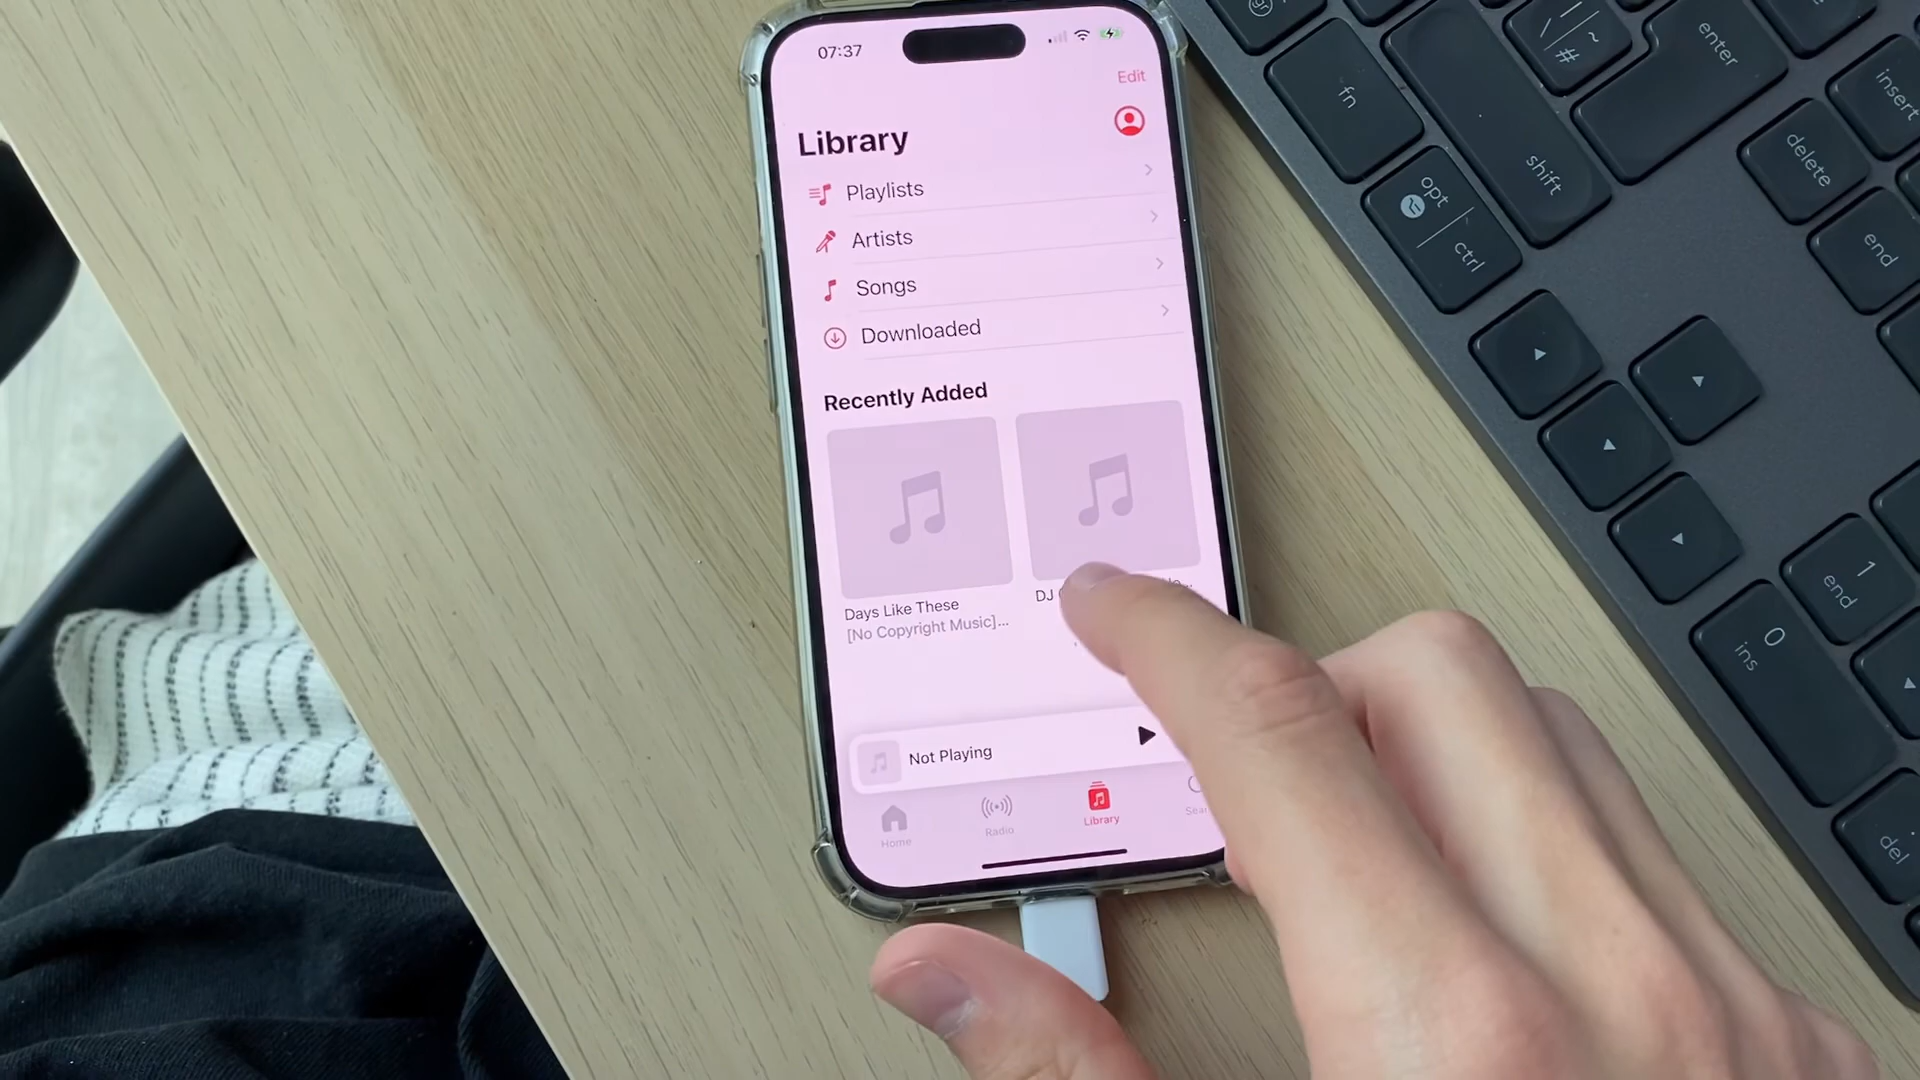 07:37
Edit
Library
Playlists
Artists
Songs
Downloaded
Recently Added
Days Like These
[No Copyright Music]...
DJ
Not Playing
Home
Radio
Library
fn
enter
shift
opt
ctrl
\ | ~
#
insert
delete
end
1
end
0
ins
del